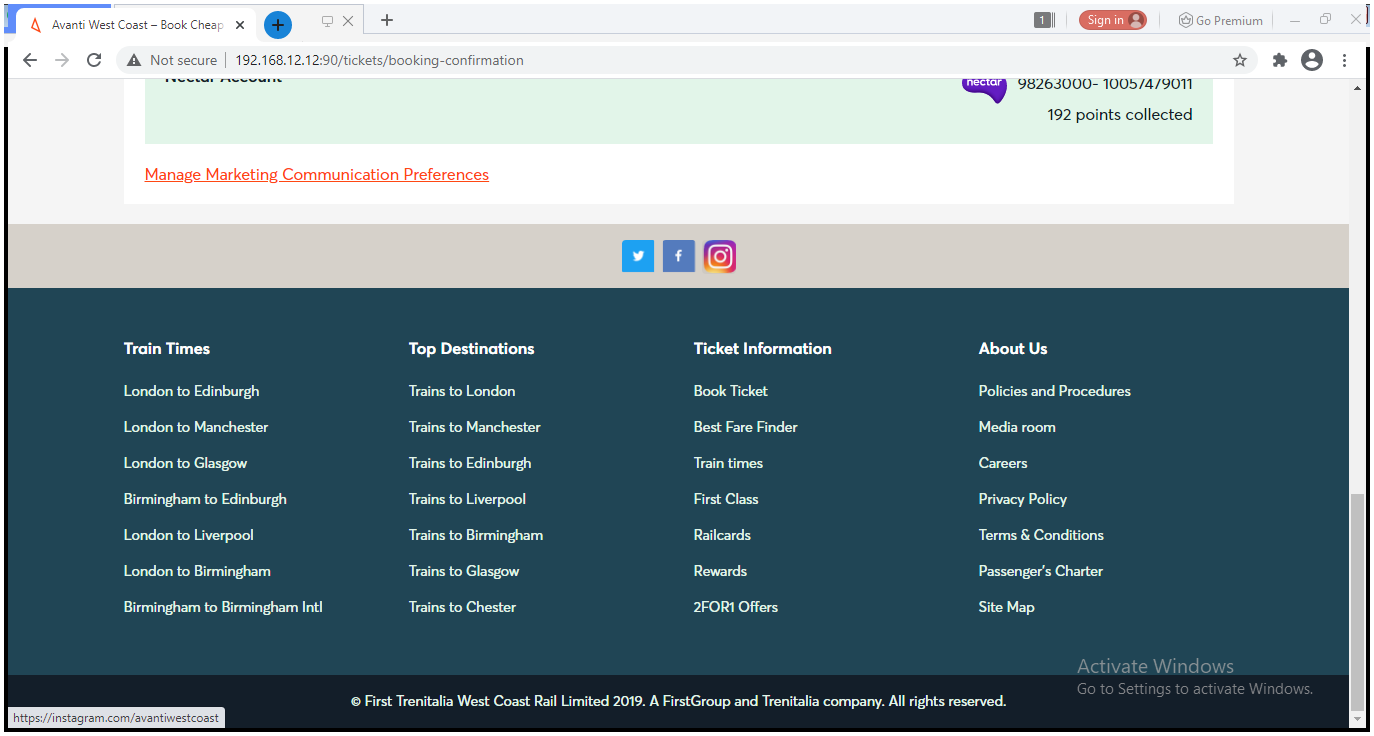 Avanti West Coast – Book Cheap
1
Sign in
Go Premium
Not secure
192.168.12.12:90/tickets/booking-confirmation
Nectar Account
nectar
98263000- 10057479011
192 points collected
Manage Marketing Communication Preferences
Train Times
London to Edinburgh
London to Manchester
London to Glasgow
Birmingham to Edinburgh
London to Liverpool
London to Birmingham
Birmingham to Birmingham Intl
Top Destinations
Trains to London
Trains to Manchester
Trains to Edinburgh
Trains to Liverpool
Trains to Birmingham
Trains to Glasgow
Trains to Chester
Ticket Information
Book Ticket
Best Fare Finder
Train times
First Class
Railcards
Rewards
2FOR1 Offers
About Us
Policies and Procedures
Media room
Careers
Privacy Policy
Terms & Conditions
Passenger's Charter
Site Map
Activate Windows
Go to Settings to activate Windows.
© First Trenitalia West Coast Rail Limited 2019. A FirstGroup and Trenitalia company. All rights reserved.
https://instagram.com/avantiwestcoast